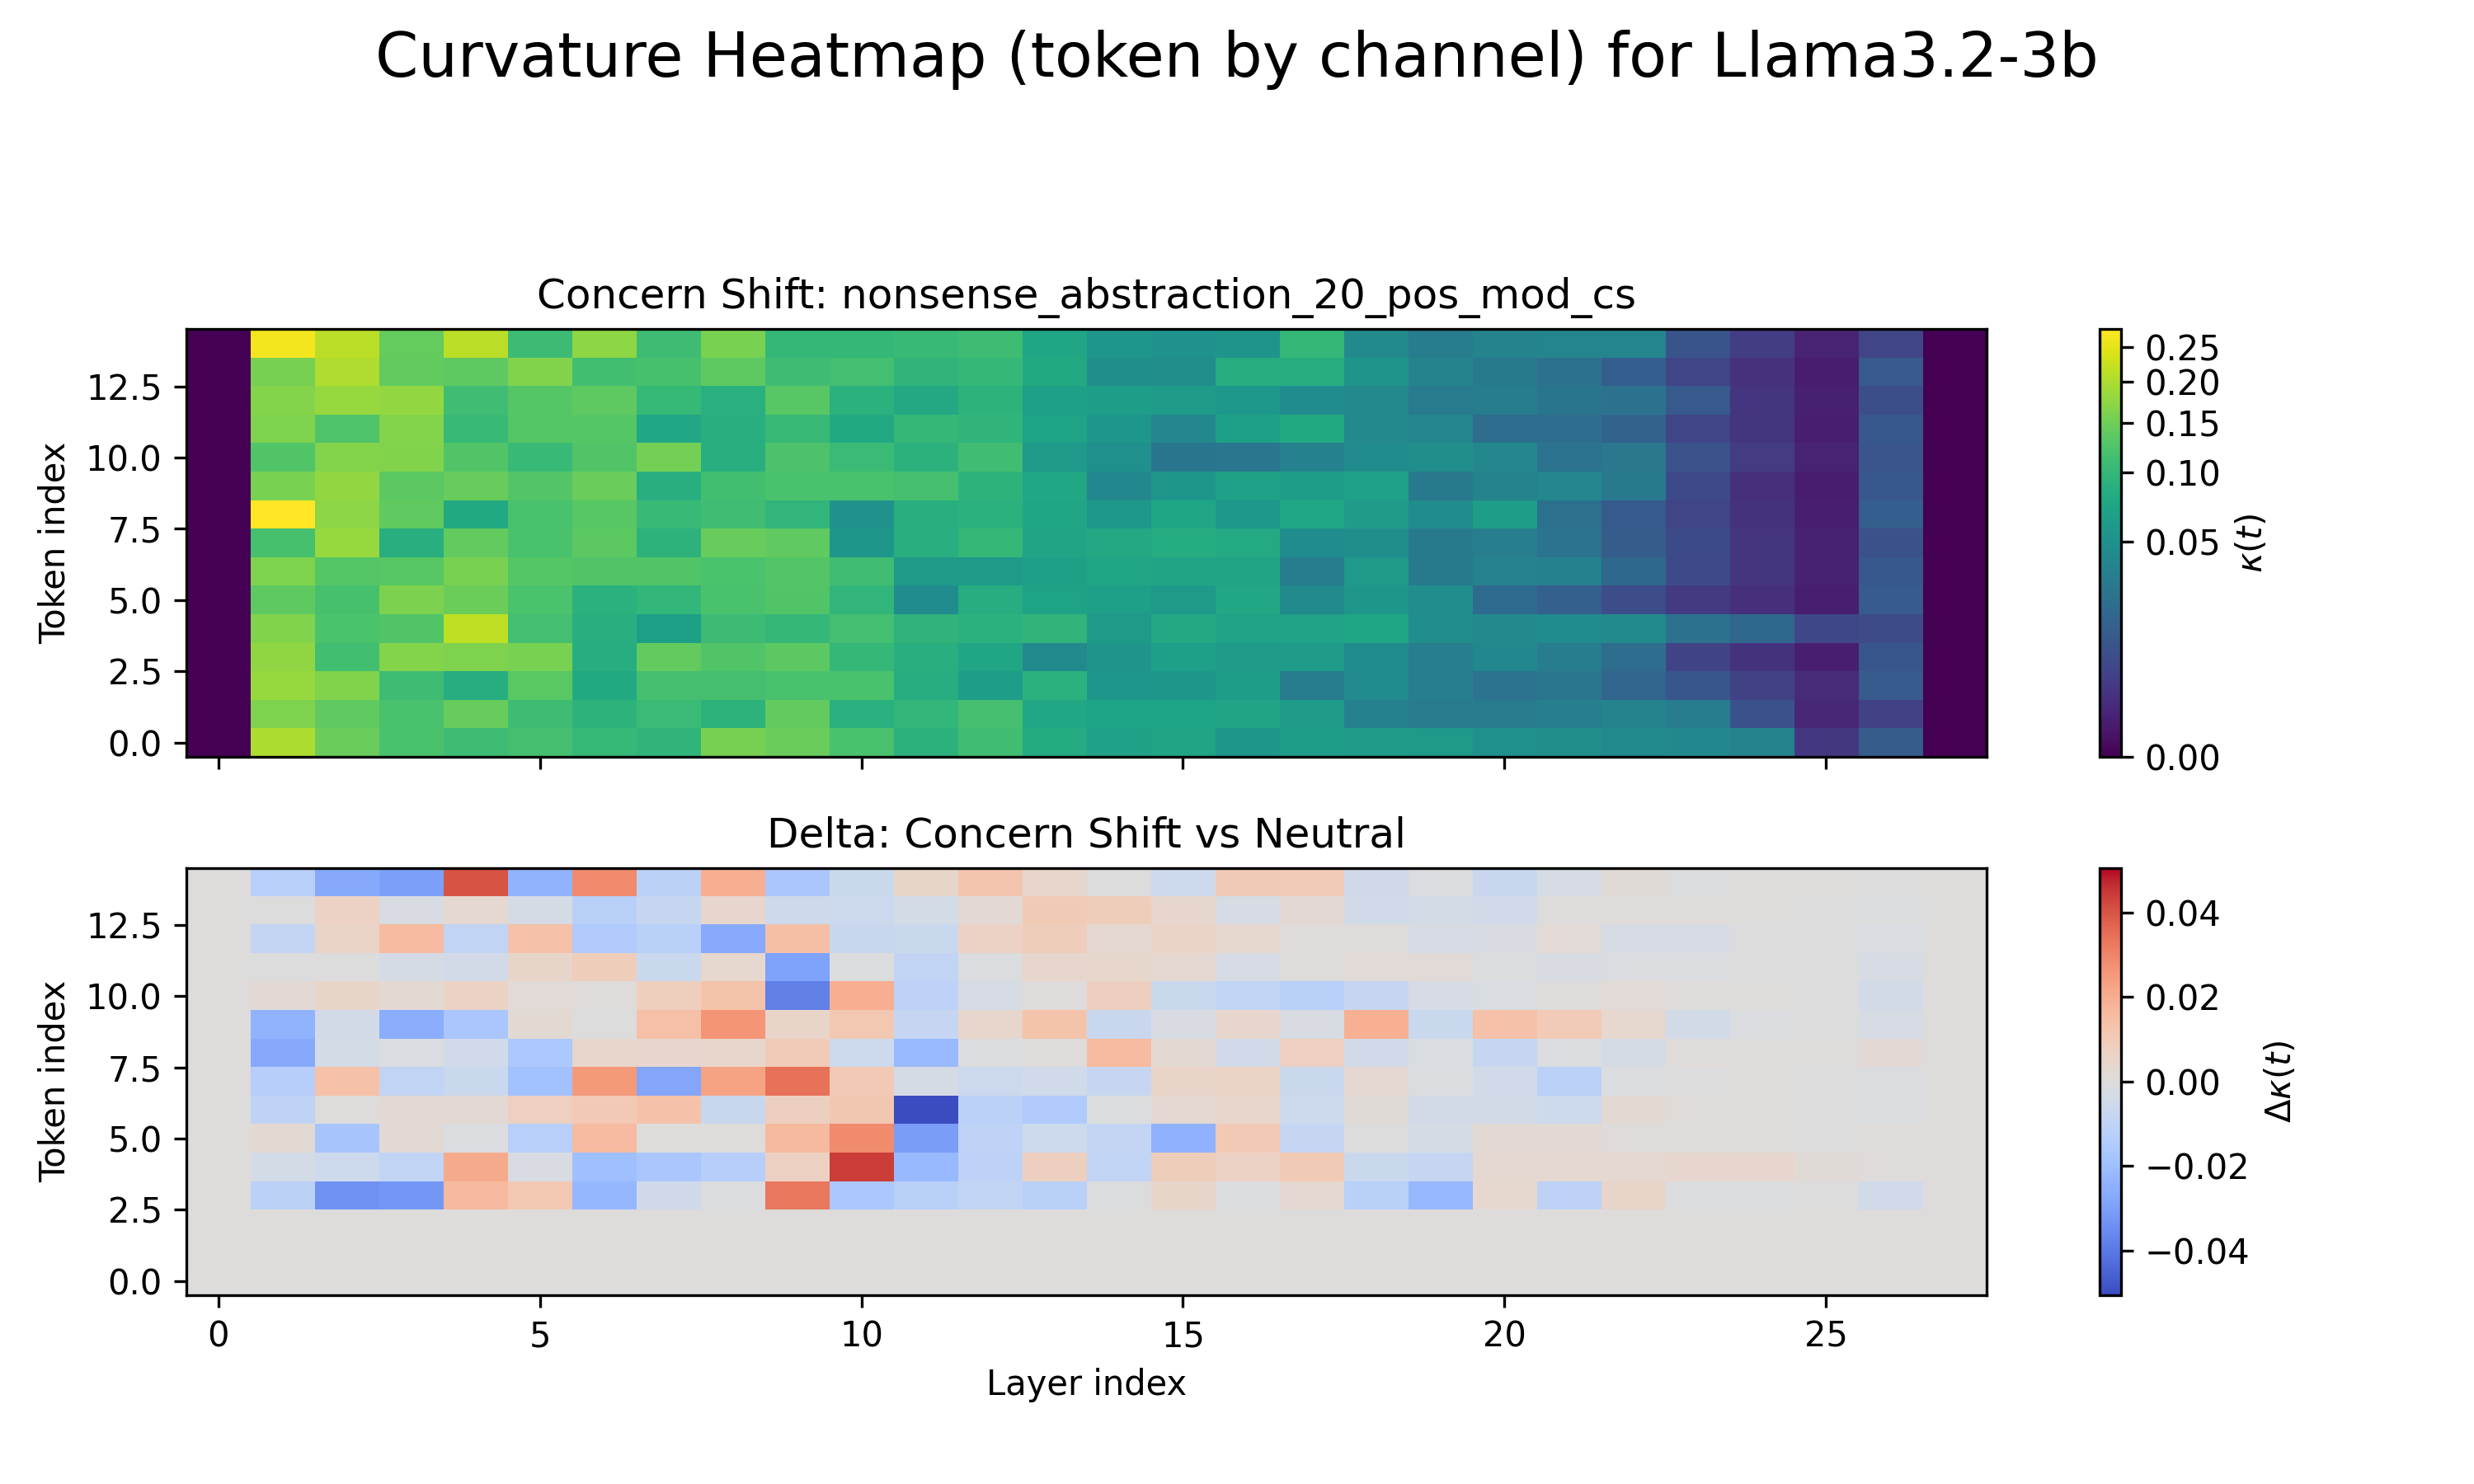 Curvature Heatmap (token by channel) for Llama3.2-3b
Concern Shift: nonsense_abstraction_20_pos_mod_cs
Token index
12.5
10.0
7.5
5.0
2.5
0.0
0.25
0.20
0.15
0.10
0.05
0.00
κ(t)
Delta: Concern Shift vs Neutral
Token index
12.5
10.0
7.5
5.0
2.5
0.0
0 5 10 15 20 25
Layer index
0.04
0.02
0.00
−0.02
−0.04
Δκ(t)